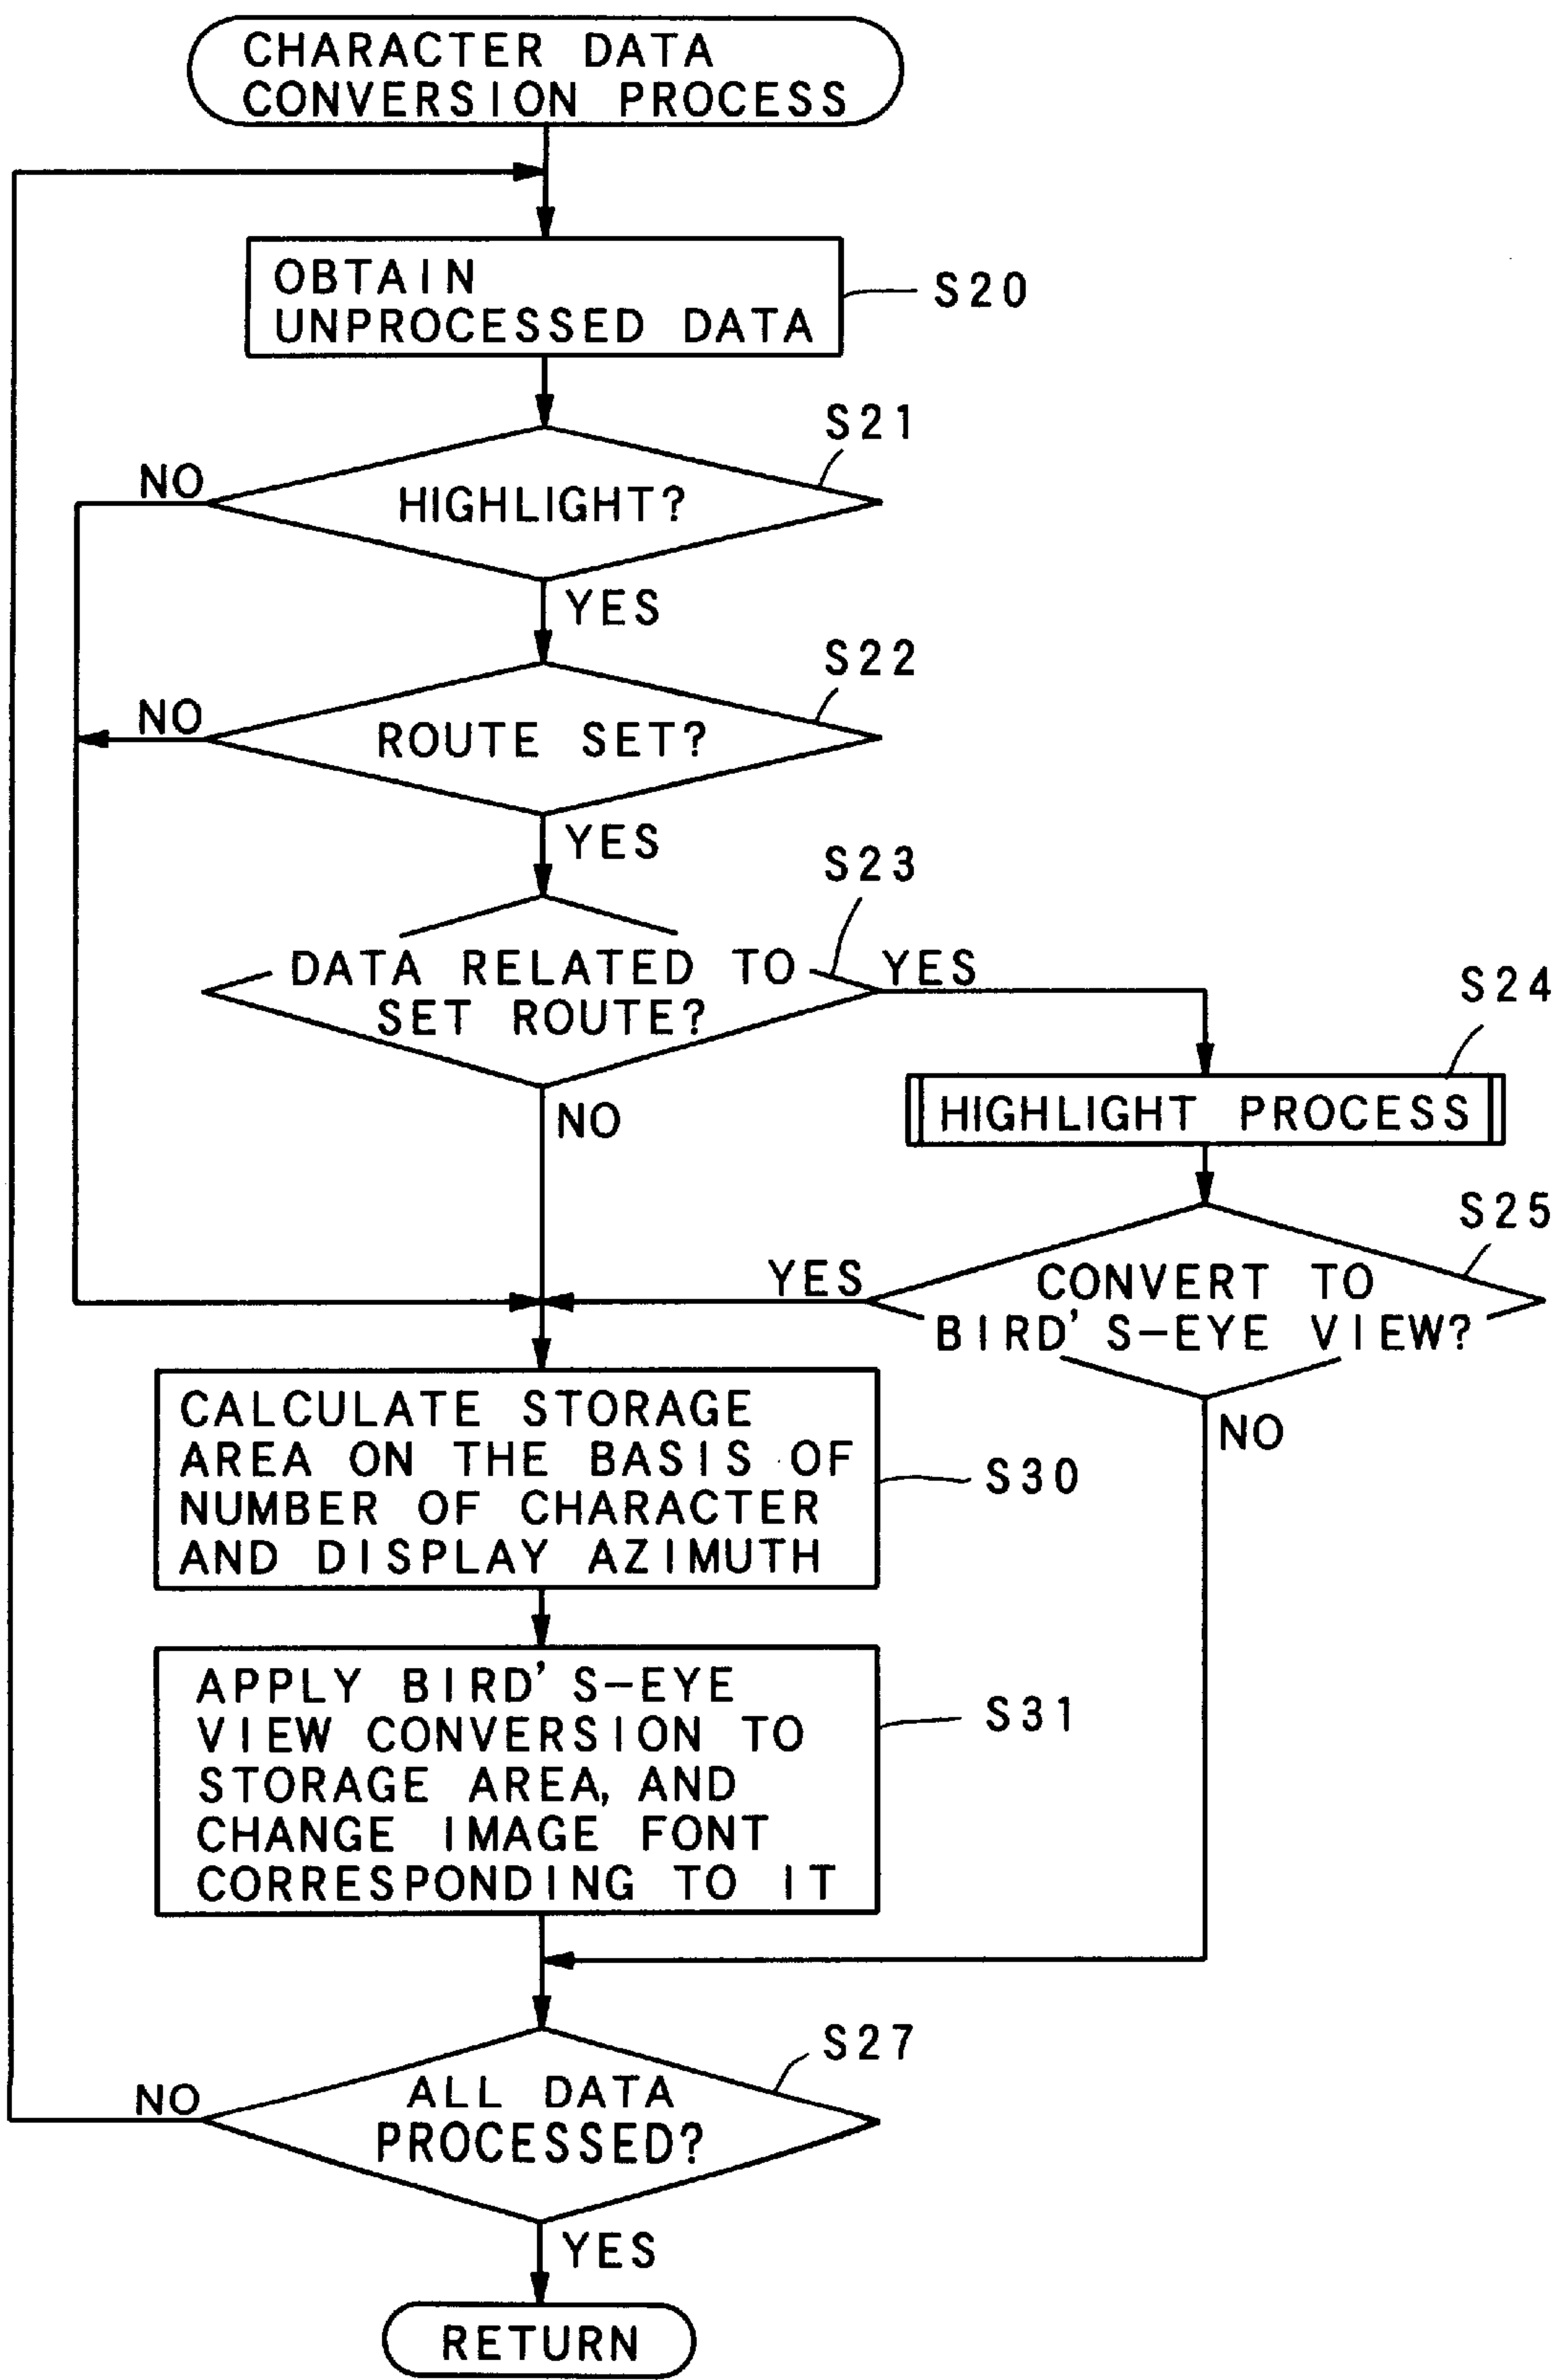 CHARACTER DATA
CONVERSION PROCESS
OBTAIN
UNPROCESSED DATA
S20
S21
NO
HIGHLIGHT?
YES
S22
NO
ROUTE SET?
YES
S23
DATA RELATED TO
SET ROUTE?
YES
S24
NO
HIGHLIGHT PROCESS
S25
YES
CONVERT TO
BIRD'S-EYE VIEW?
NO
CALCULATE STORAGE
AREA ON THE BASIS OF
NUMBER OF CHARACTER
AND DISPLAY AZIMUTH
S30
APPLY BIRD'S-EYE
VIEW CONVERSION TO
STORAGE AREA, AND
CHANGE IMAGE FONT
CORRESPONDING TO IT
S31
S27
NO
ALL DATA
PROCESSED?
YES
RETURN